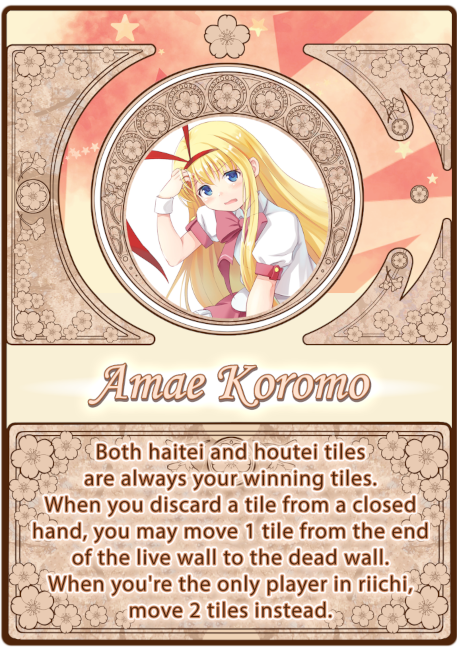 Amae Koromo
Both haitei and houtei tiles
are always your winning tiles.
When you discard a tile from a closed
hand, you may move 1 tile from the end
of the live wall to the dead wall.
When you're the only player in riichi,
move 2 tiles instead.